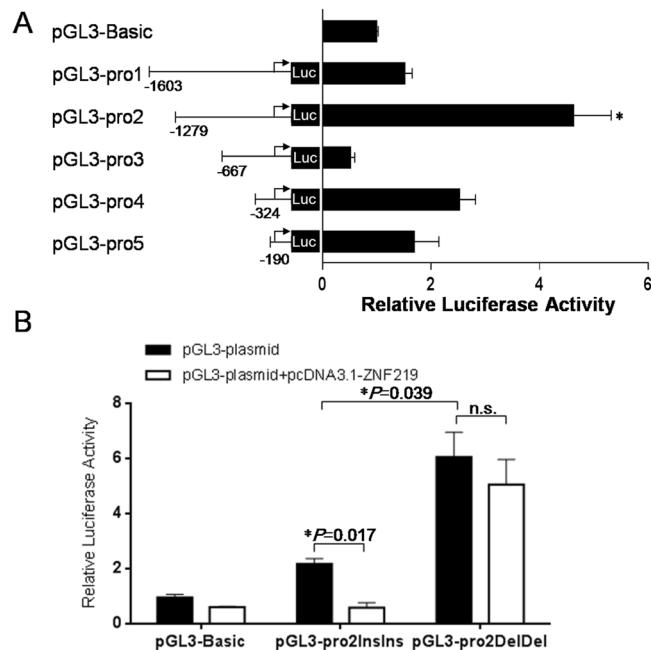 A
pGL3-Basic
pGL3-pro1
Luc
-1603
pGL3-pro2
Luc
*
-1279
pGL3-pro3
Luc
-667
pGL3-pro4
Luc
-324
pGL3-pro5
Luc
-190
0 2 4 6
Relative Luciferase Activity
B
pGL3-plasmid
pGL3-plasmid+pcDNA3.1-ZNF219
Relative Luciferase Activity
8
6
4
2
0
*P=0.039
n.s.
*P=0.017
pGL3-Basic pGL3-pro2InsIns pGL3-pro2DelDel